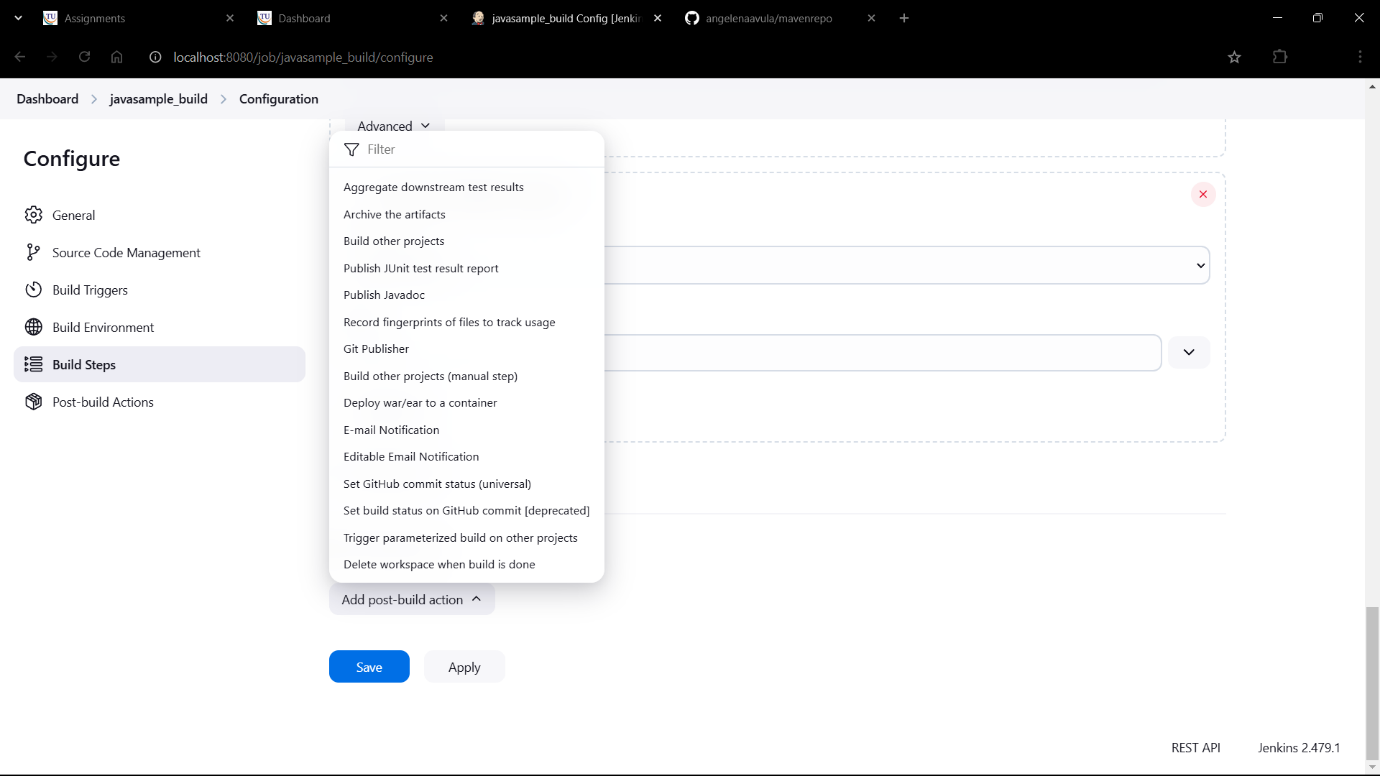 Assignments
Dashboard
javasample_build Config [Jenki
angelenaavula/mavenrepo
localhost:8080/job/javasample_build/configure
Dashboard > javasample_build > Configuration
Configure
General
Source Code Management
Build Triggers
Build Environment
Build Steps
Post-build Actions
Advanced
Filter
Aggregate downstream test results
Archive the artifacts
Build other projects
Publish JUnit test result report
Publish Javadoc
Record fingerprints of files to track usage
Git Publisher
Build other projects (manual step)
Deploy war/ear to a container
E-mail Notification
Editable Email Notification
Set GitHub commit status (universal)
Set build status on GitHub commit [deprecated]
Trigger parameterized build on other projects
Delete workspace when build is done
Add post-build action
Save
Apply
REST API
Jenkins 2.479.1